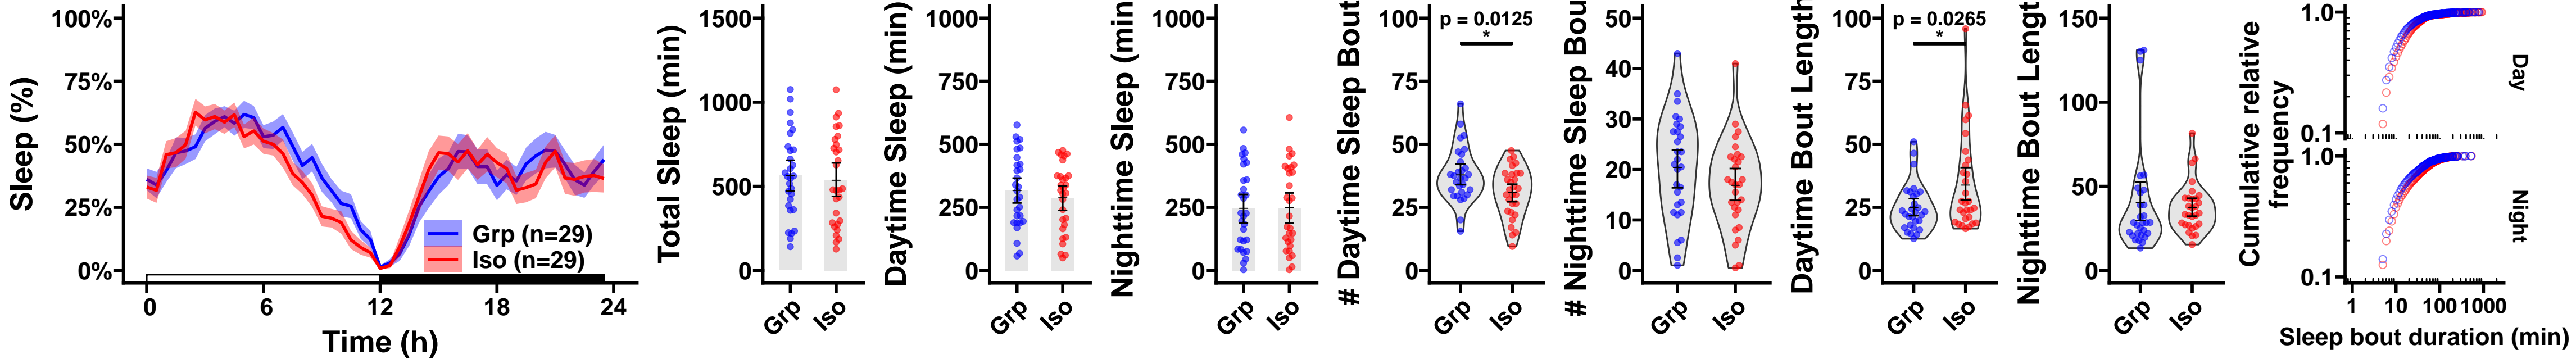 Sleep (%)
100%
75%
50%
25%
0%
Grp (n=29)
Iso (n=29)
0 6 12 18 24
Time (h)
Total Sleep (min)
1500
1000
500
0
Grp Iso
Daytime Sleep (min)
1000
750
500
250
0
Grp Iso
Nighttime Sleep (min
1000
750
500
250
0
Grp Iso
# Daytime Sleep Bout
100
75
50
25
0
p = 0.0125
*
Grp Iso
# Nighttime Sleep Bou
50
40
30
20
10
0
Grp Iso
Daytime Bout Length
100
75
50
25
0
p = 0.0265
*
Grp Iso
Nighttime Bout Lengt
150
100
50
0
Grp Iso
Cumulative relative
frequency
1.0
0.1
Day
1.0
0.1
Night
1 10 100 1000
Sleep bout duration (min)